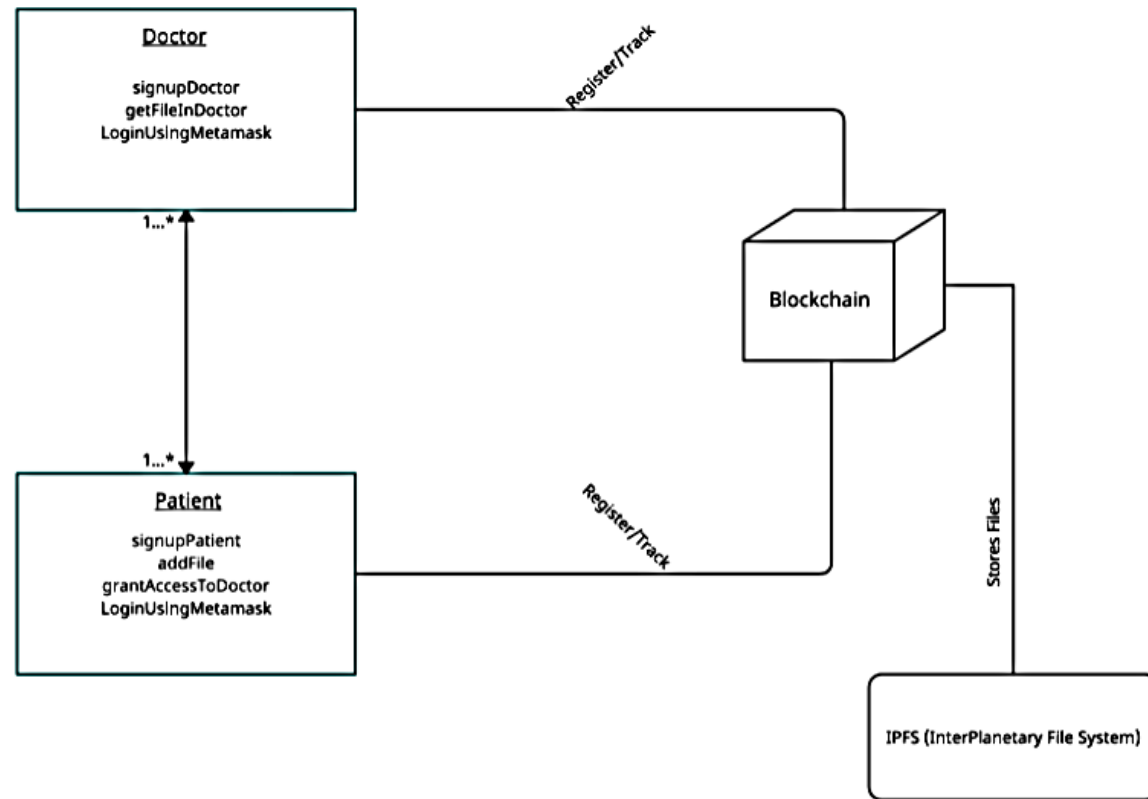 Doctor
signupDoctor
getFileInDoctor
LoginUsingMetamask
Register/Track
1...*
Blockchain
1...*
Patient
signupPatient
addFile
grantAccessToDoctor
LoginUsingMetamask
Register/Track
Stores Files
IPFS (InterPlanetary File System)